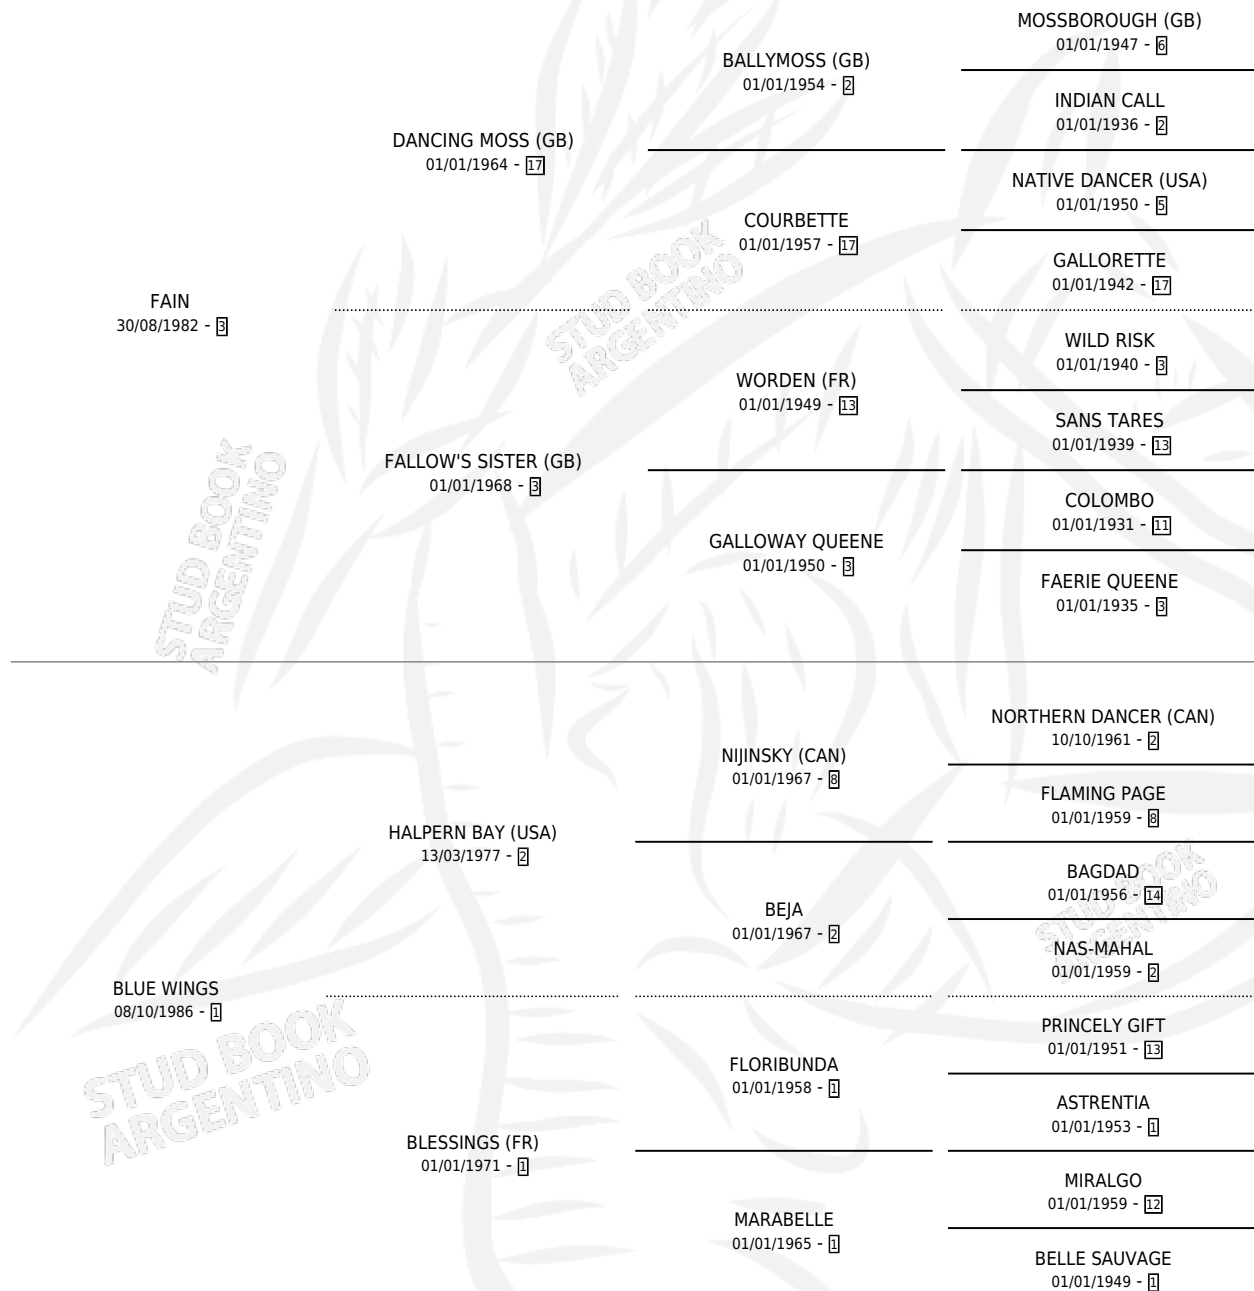 MOSSBOROUGH (GB)
01/01/1947 - 6
BALLYMOSS (GB)
01/01/1954 - 2
INDIAN CALL
01/01/1936 - 2
DANCING MOSS (GB)
01/01/1964 - 17
NATIVE DANCER (USA)
01/01/1950 - 5
COURBETTE
01/01/1957 - 17
GALLORETTE
01/01/1942 - 17
FAIN
30/08/1982 - 3
STUD BOOK
ARGENTINO
WILD RISK
01/01/1940 - 3
WORDEN (FR)
01/01/1949 - 13
SANS TARES
01/01/1939 - 13
FALLOW'S SISTER (GB)
01/01/1968 - 3
COLOMBO
01/01/1931 - 11
GALLOWAY QUEENE
01/01/1950 - 3
FAERIE QUEENE
01/01/1935 - 3
STUD BOOK
ARGENTINO
NORTHERN DANCER (CAN)
10/10/1961 - 2
NIJINSKY (CAN)
01/01/1967 - 8
FLAMING PAGE
01/01/1959 - 8
HALPERN BAY (USA)
13/03/1977 - 2
BAGDAD
01/01/1956 - 14
BEJA
01/01/1967 - 2
STUD BOOK
ARGENTINO
NAS-MAHAL
01/01/1959 - 2
BLUE WINGS
08/10/1986 - 1
STUD BOOK
ARGENTINO
PRINCELY GIFT
01/01/1951 - 13
FLORIBUNDA
01/01/1958 - 1
ASTRENTIA
01/01/1953 - 1
BLESSINGS (FR)
01/01/1971 - 1
MIRALGO
01/01/1959 - 12
MARABELLE
01/01/1965 - 1
BELLE SAUVAGE
01/01/1949 - 1